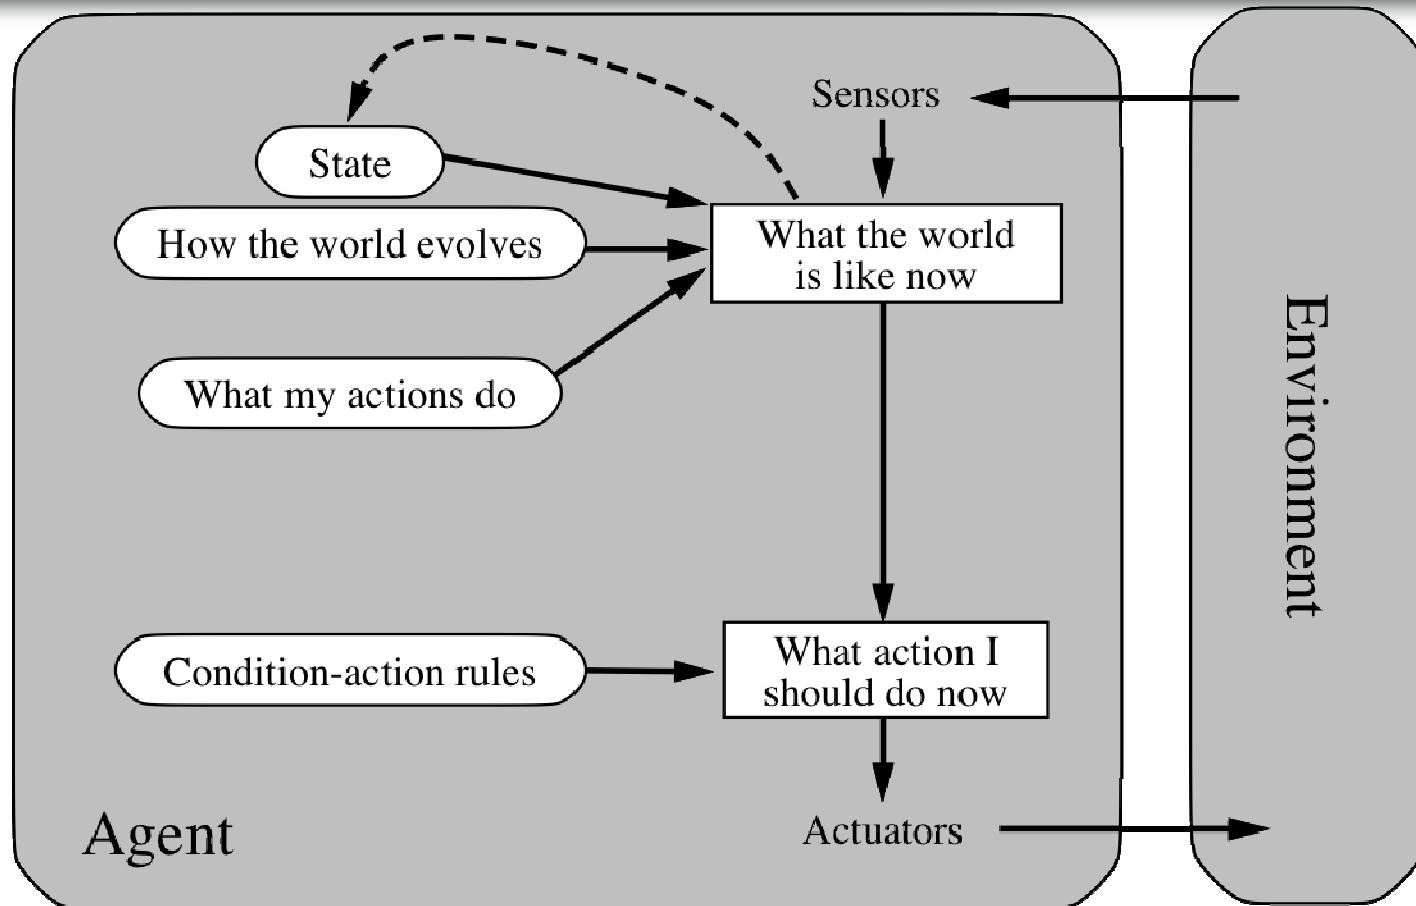 Sensors
State
How the world evolves
What the world
is like now
What my actions do
Environment
Condition-action rules
What action I
should do now
Agent
Actuators